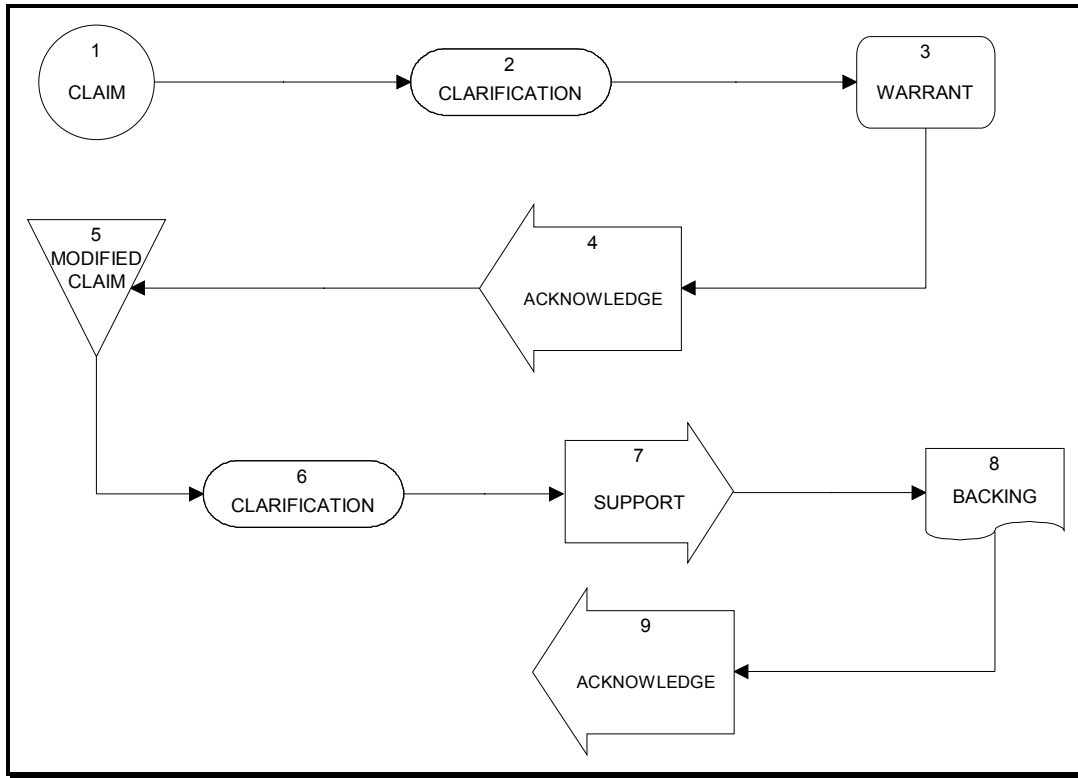 1
CLAIM
2
CLARIFICATION
3
WARRANT
4
ACKNOWLEDGE
5
MODIFIED
CLAIM
6
CLARIFICATION
7
SUPPORT
8
BACKING
9
ACKNOWLEDGE